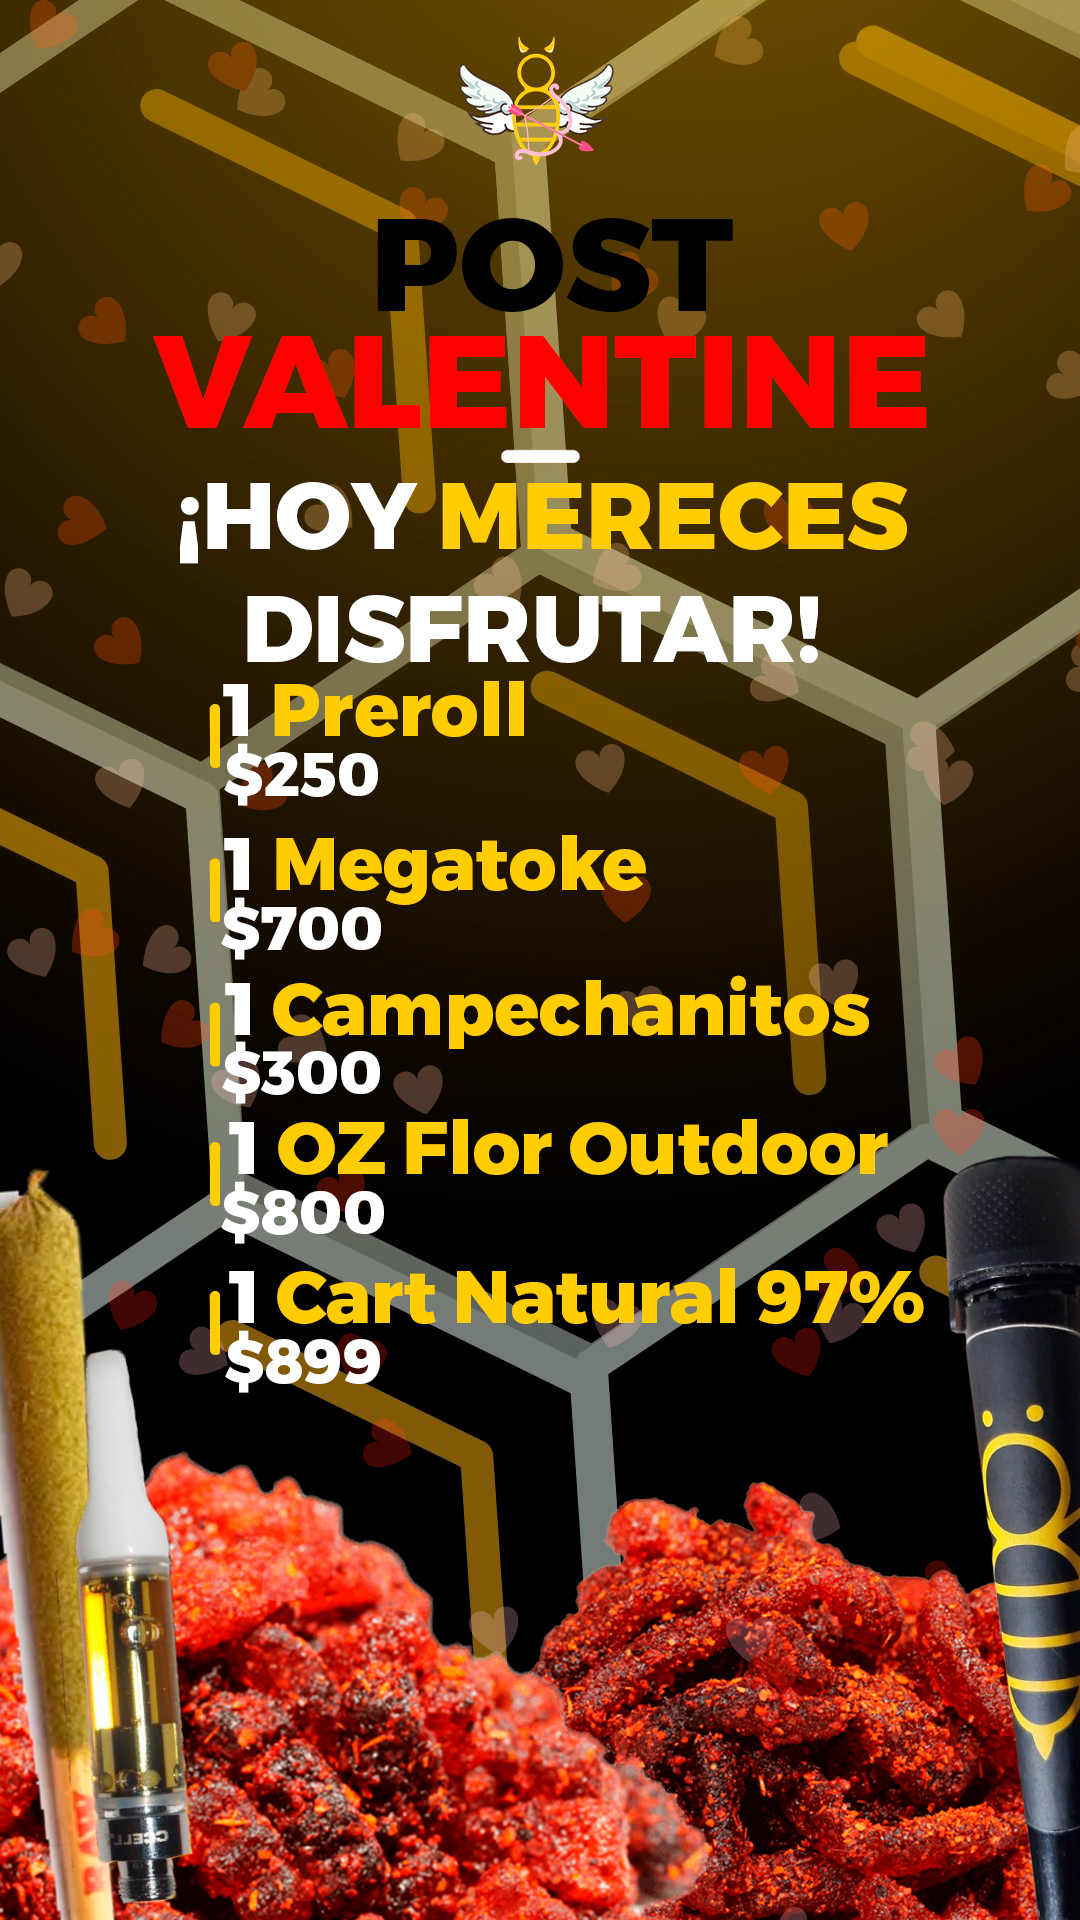 POST
VALENTINE
¡HOY MERECES
DISFRUTAR!
1 Preroll
$250
1 Megatoke
$700
1 Campechanitos
$300
1 OZ Flor Outdoor
$800
1 Cart Natural 97%
$899
CCELL